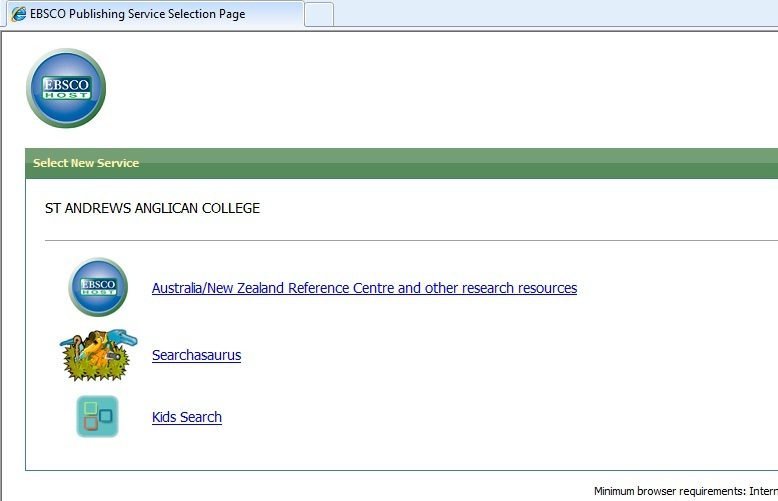 EBSCO Publishing Service Selection Page
EBSCO
HOST
Select New Service
ST ANDREWS ANGLICAN COLLEGE
EBSCO
HOST
Australia/New Zealand Reference Centre and other research resources
Searchasaurus
Kids Search
Minimum browser requirements: Intern